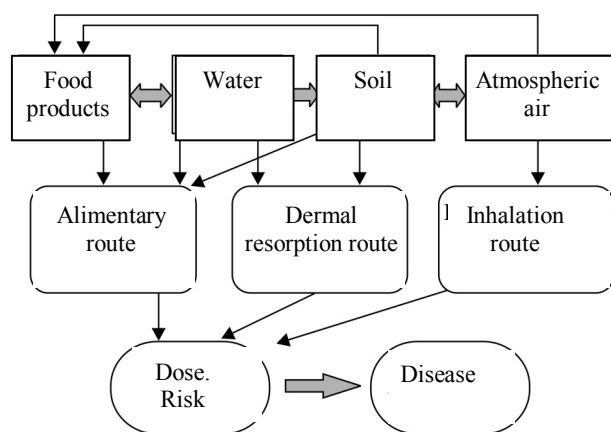 Food
products
Water
Soil
Atmospheric
air
Alimentary
route
Dermal
resorption route
]
Inhalation
route
Dose.
Risk
Disease